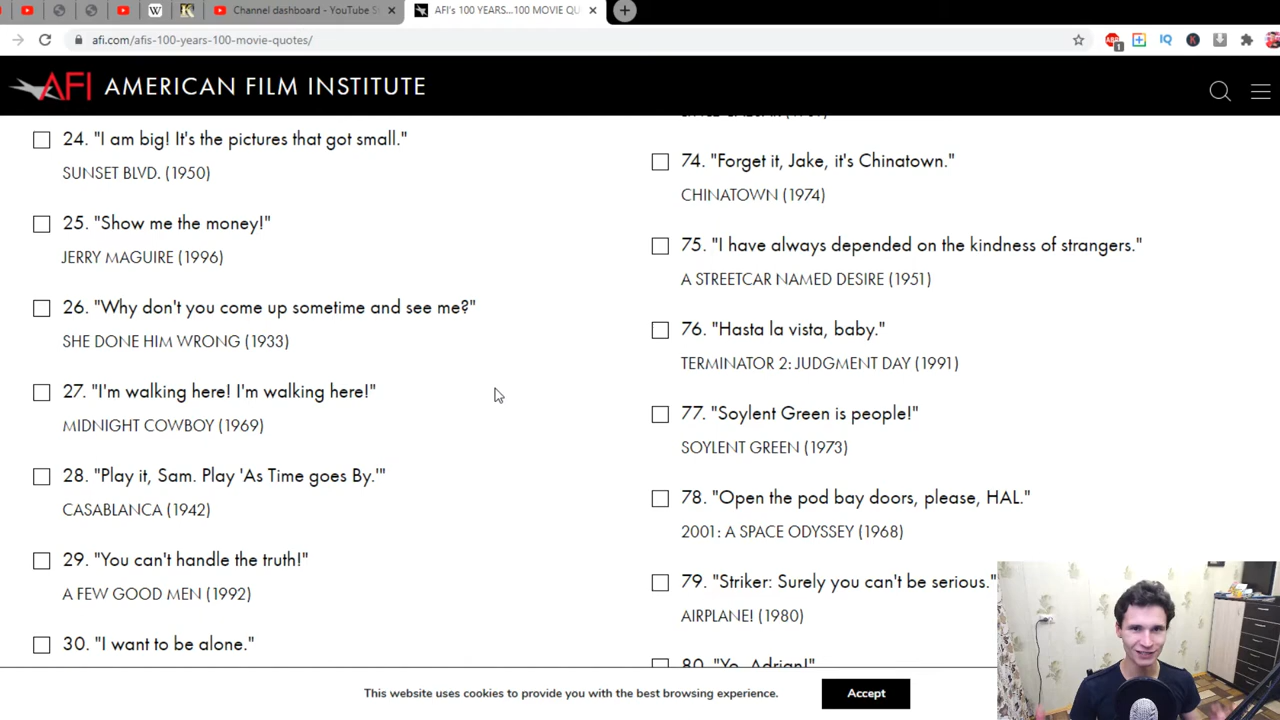 Channel dashboard - YouTube S
AFI's 100 YEARS...100 MOVIE QU
afi.com/afis-100-years-100-movie-quotes/
AFI AMERICAN FILM INSTITUTE
24. "I am big! It's the pictures that got small."
SUNSET BLVD. (1950)
25. "Show me the money!"
JERRY MAGUIRE (1996)
26. "Why don't you come up sometime and see me?"
SHE DONE HIM WRONG (1933)
27. "I'm walking here! I'm walking here!"
MIDNIGHT COWBOY (1969)
28. "Play it, Sam. Play 'As Time goes By.'"
CASABLANCA (1942)
29. "You can't handle the truth!"
A FEW GOOD MEN (1992)
30. "I want to be alone."
74. "Forget it, Jake, it's Chinatown."
CHINATOWN (1974)
75. "I have always depended on the kindness of strangers."
A STREETCAR NAMED DESIRE (1951)
76. "Hasta la vista, baby."
TERMINATOR 2: JUDGMENT DAY (1991)
77. "Soylent Green is people!"
SOYLENT GREEN (1973)
78. "Open the pod bay doors, please, HAL."
2001: A SPACE ODYSSEY (1968)
79. "Striker: Surely you can't be serious."
AIRPLANE! (1980)
80. "Yo, Adrian!"
This website uses cookies to provide you with the best browsing experience.
Accept